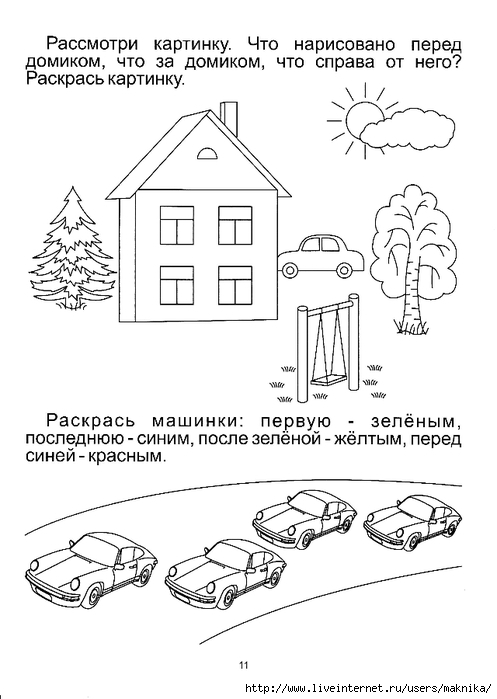 Рассмотри картинку. Что нарисовано перед
домиком, что за домиком, что справа от него?
Раскрась картинку.
Раскрась машинки: первую - зелёным,
последнюю - синим, после зелёной - жёлтым, перед
синей - красным.
11
http://www.liveinternet.ru/users/maknika/